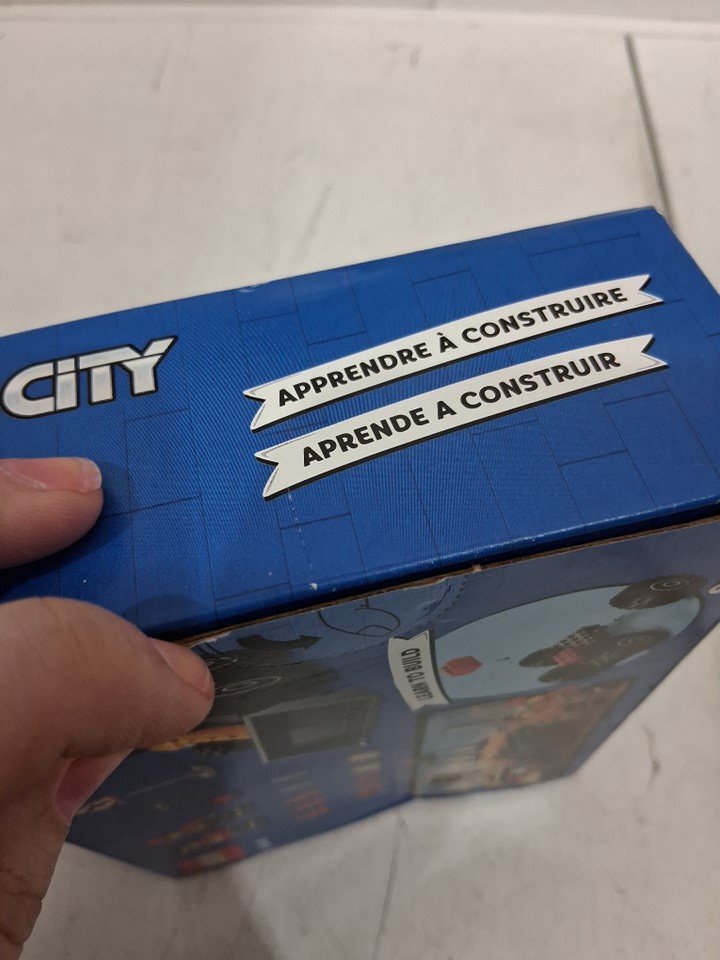 CITY
APPRENDRE À CONSTRUIRE
APRENDE A CONSTRUIR
LEARN TO BUILD